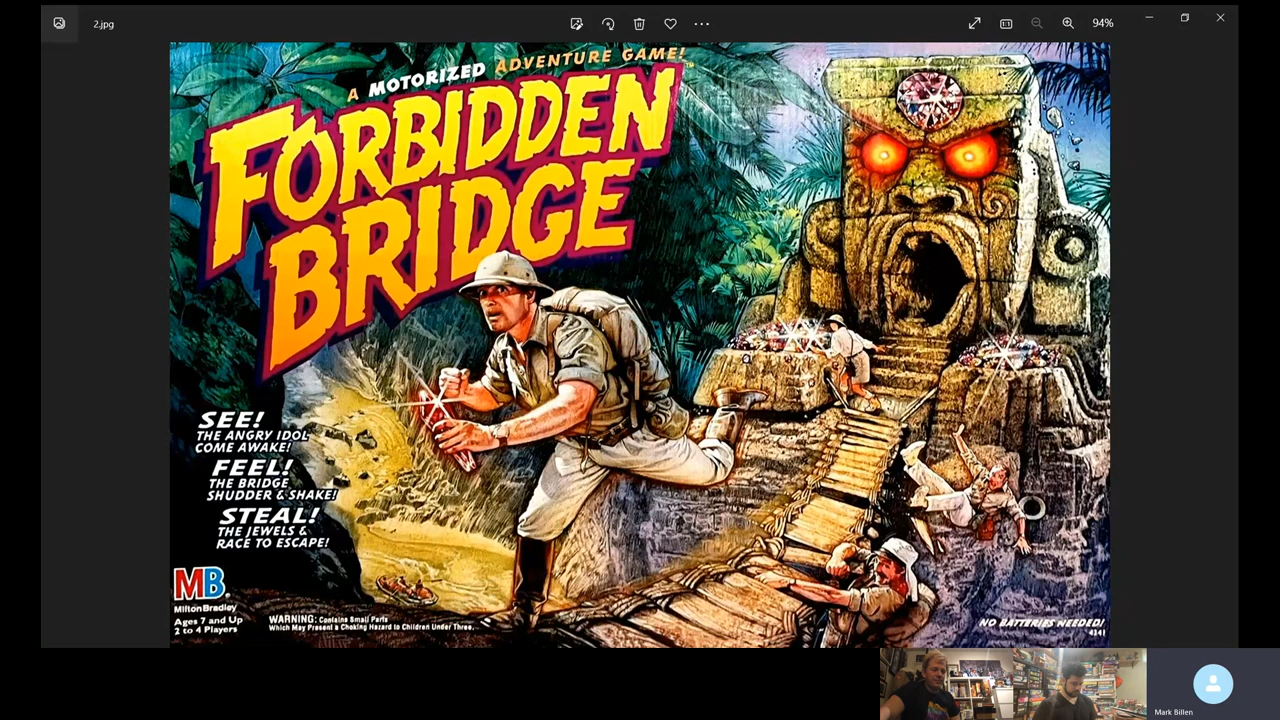 2.jpg
94%
A MOTORIZED ADVENTURE GAME!
FORBIDDEN
BRIDGE™
SEE!
THE ANGRY IDOL
COME AWAKE!
FEEL!
THE BRIDGE
SHUDDER & SHAKE!
STEAL!
THE JEWELS &
RACE TO ESCAPE!
MB®
Milton Bradley
Ages 7 and Up
2 to 4 Players
WARNING: Contains Small Parts
Which May Present a Choking Hazard to Children Under Three.
NO BATTERIES NEEDED!
4141
Mark Billen